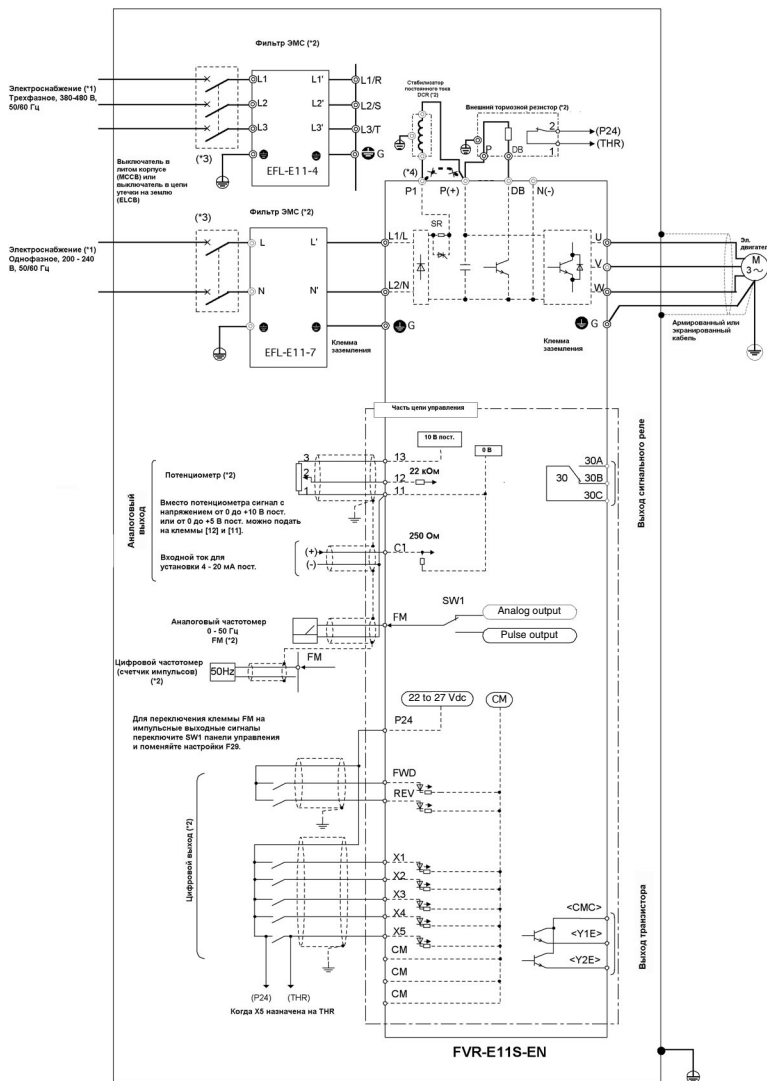 Фильтр ЭМС (*2)
Электроснабжение (*1)
Трехфазное, 380-480 В,
50/60 Гц
L1
L1'
L1/R
L2
L2'
L2/S
L3
L3'
L3/T
(*3)
G
EFL-E11-4
Выключатель в
литом корпусе
(MCCB) или
выключатель в цепи
утечки на землю
(ELCB)
Стабилизатор
постоянного тока
DCR (*2)
Внешний тормозной резистор (*2)
P
DB
2
1
(P24)
(THR)
(*4)
P1
P(+)
DB
N(-)
(*3)
Фильтр ЭМС (*2)
Электроснабжение (*1)
Однофазное, 200 - 240
В, 50/60 Гц
L
L'
L1/L
N
N'
L2/N
G
EFL-E11-7
Клемма
заземления
SR
U
V
W
G
Клемма
заземления
Эл.
двигатель
M
3～
Армированный или
экранированный
кабель
Часть цепи управления
10 В пост.
0 В
Аналоговый
выход
Потенциометр (*2)
3
2
1
13
12
11
22 кОм
Вместо потенциометра сигнал с
напряжением от 0 до +10 В пост.
или от 0 до +5 В пост. можно подать
на клеммы [12] и [11].
Входной ток для
установки 4 - 20 мА пост.
(+)
(-)
C1
250 Ом
30
30A
30B
30C
Выход сигнального реле
Аналоговый частотомер
0 - 50 Гц
FM (*2)
FM
SW1
Analog output
Pulse output
Цифровой частотомер
(счетчик импульсов)
(*2)
50Hz
FM
22 to 27 Vdc
CM
Для переключения клеммы FM на
импульсные выходные сигналы
переключите SW1 панели управления
и поменяйте настройки F29.
P24
Цифровой выход (*2)
FWD
REV
X1
X2
X3
X4
X5
CM
CM
CM
<CMC>
<Y1E>
<Y2E>
Выход транзистора
(P24)
(THR)
Когда X5 назначена на THR
FVR-E11S-EN